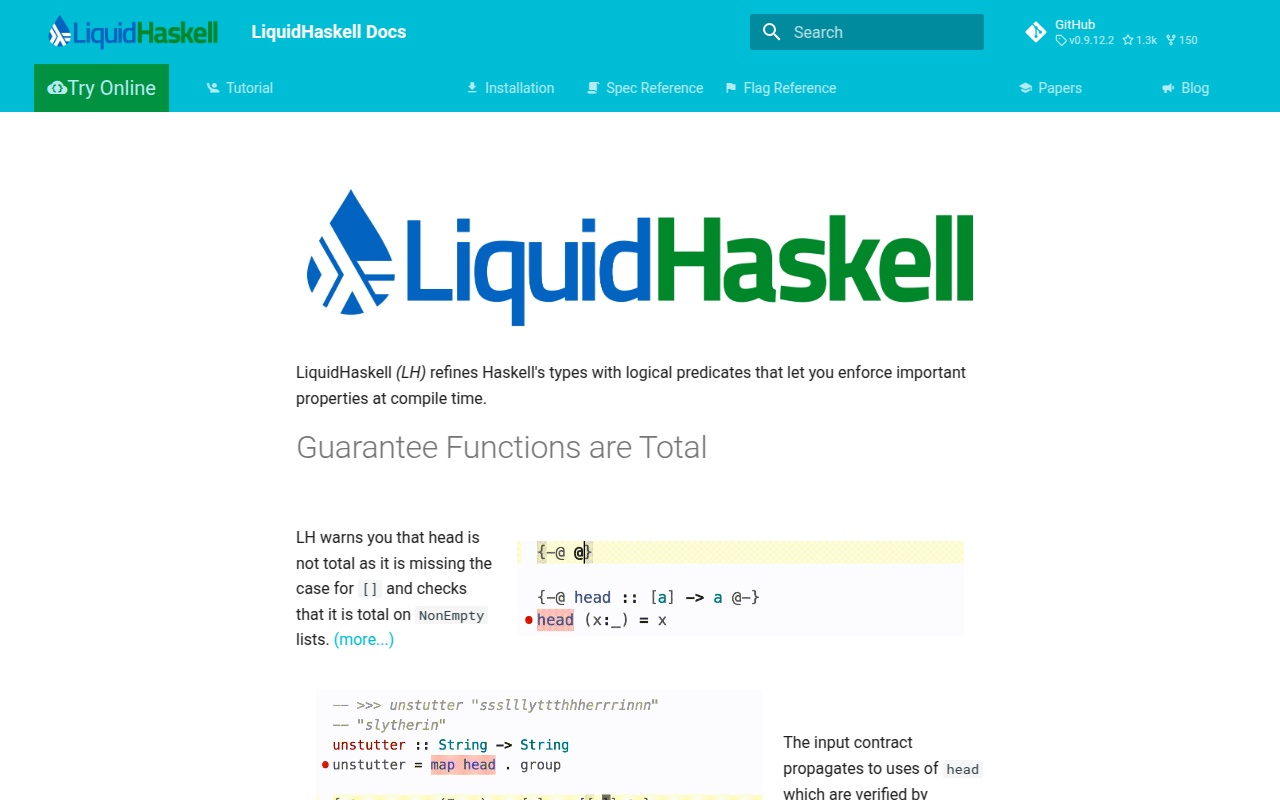 LiquidHaskell
LiquidHaskell Docs
Search
GitHub
v0.9.12.2 1.3k 150
Try Online
Tutorial
Installation
Spec Reference
Flag Reference
Papers
Blog
LiquidHaskell
LiquidHaskell (LH) refines Haskell's types with logical predicates that let you enforce important
properties at compile time.
Guarantee Functions are Total
LH warns you that head is
not total as it is missing the
case for [] and checks
that it is total on NonEmpty
lists. (more...)
{-@ @}
{-@ head :: [a] -> a @-}
head (x:_) = x
-- >>> unstutter "ssslllyttthhherrrinnn"
-- "slytherin"
unstutter :: String -> String
unstutter = map head . group
The input contract
propagates to uses of head
which are verified by